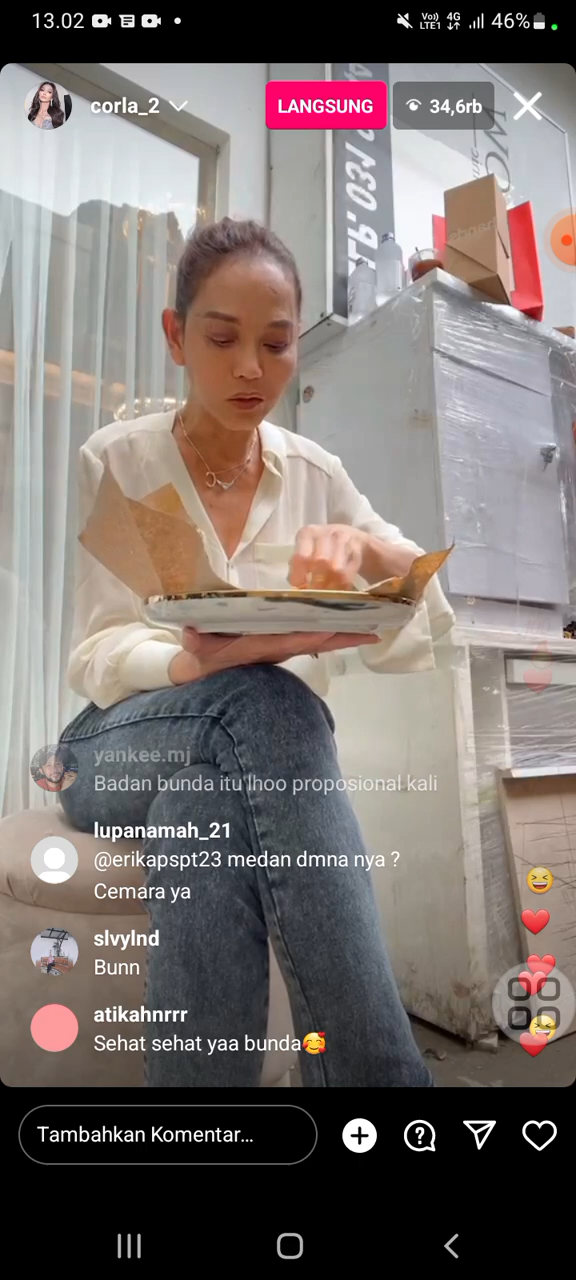 13.02
Vo)) 4G
LTE1
46%
corla_2
LANGSUNG
34,6rb
yankee.mj
Badan bunda itu lhoo proposional kali
lupanamah_21
@erikapspt23 medan dmna nya ?
Cemara ya
slvylnd
Bunn
atikahnrrr
Sehat sehat yaa bunda🥰
Tambahkan Komentar...